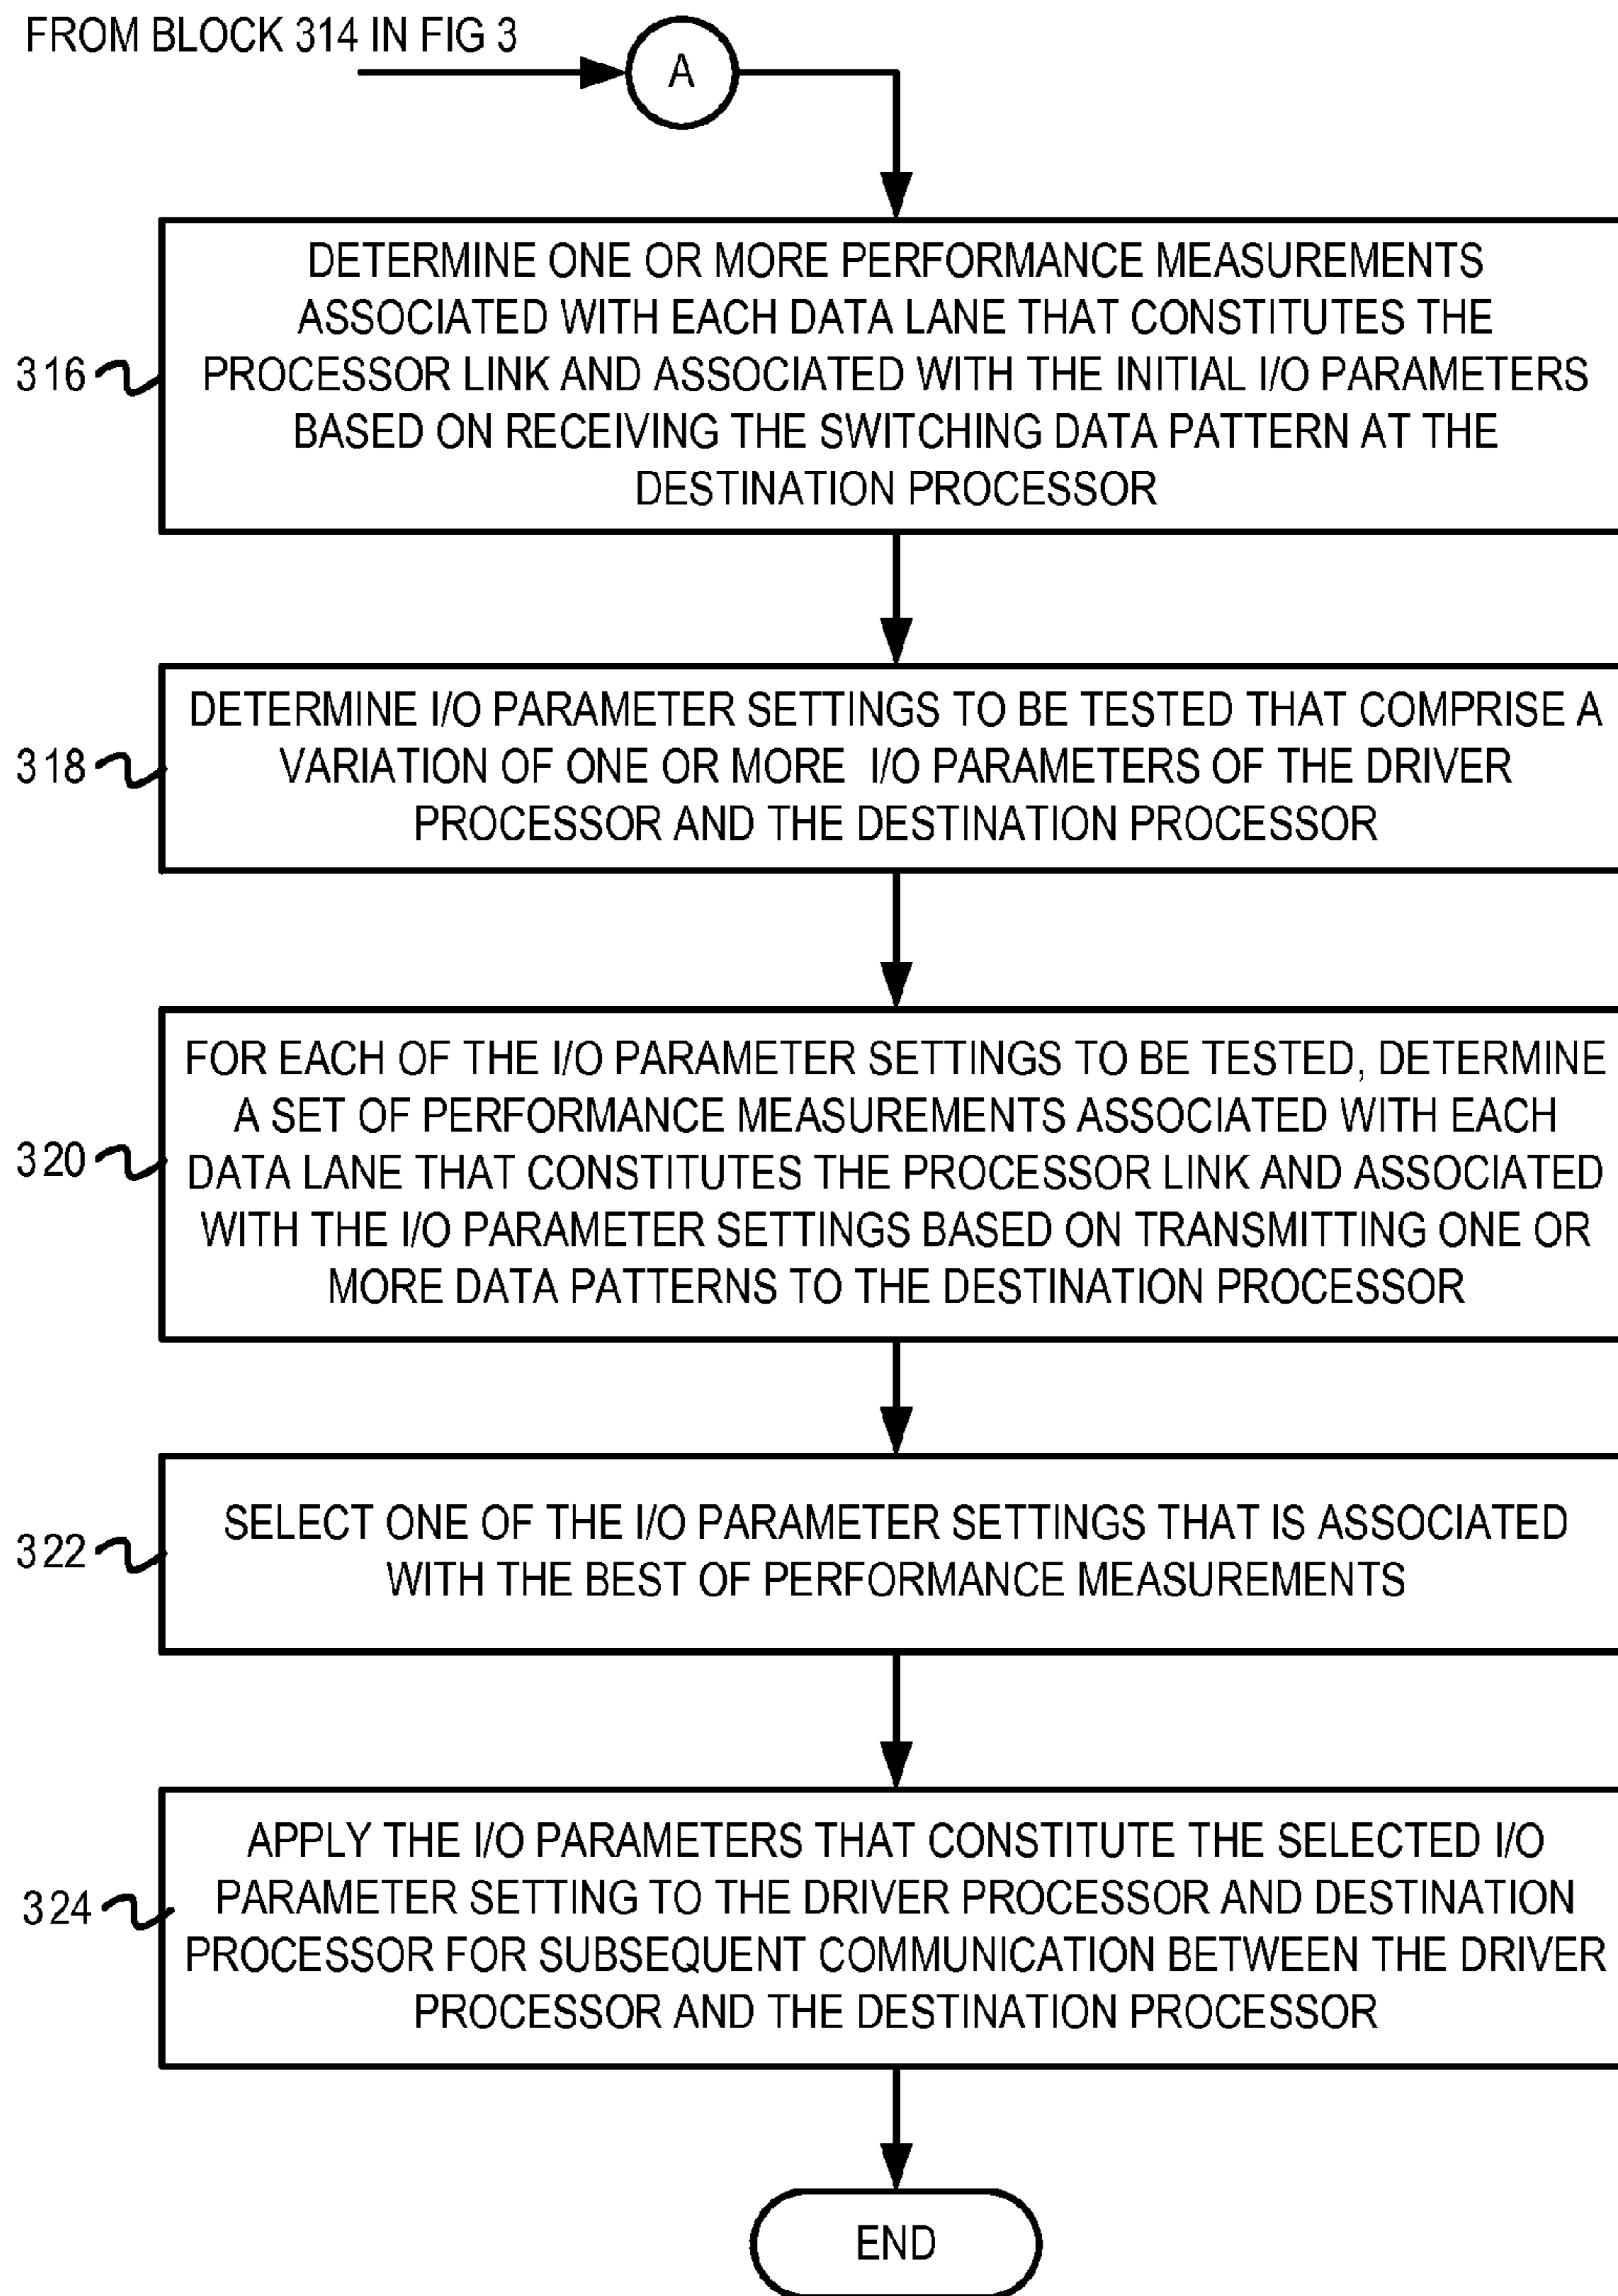 FROM BLOCK 314 IN FIG 3
A
DETERMINE ONE OR MORE PERFORMANCE MEASUREMENTS
ASSOCIATED WITH EACH DATA LANE THAT CONSTITUTES THE
316
PROCESSOR LINK AND ASSOCIATED WITH THE INITIAL I/O PARAMETERS
BASED ON RECEIVING THE SWITCHING DATA PATTERN AT THE
DESTINATION PROCESSOR
DETERMINE I/O PARAMETER SETTINGS TO BE TESTED THAT COMPRISE A
318
VARIATION OF ONE OR MORE I/O PARAMETERS OF THE DRIVER
PROCESSOR AND THE DESTINATION PROCESSOR
FOR EACH OF THE I/O PARAMETER SETTINGS TO BE TESTED, DETERMINE
A SET OF PERFORMANCE MEASUREMENTS ASSOCIATED WITH EACH
320
DATA LANE THAT CONSTITUTES THE PROCESSOR LINK AND ASSOCIATED
WITH THE I/O PARAMETER SETTINGS BASED ON TRANSMITTING ONE OR
MORE DATA PATTERNS TO THE DESTINATION PROCESSOR
SELECT ONE OF THE I/O PARAMETER SETTINGS THAT IS ASSOCIATED
322
WITH THE BEST OF PERFORMANCE MEASUREMENTS
APPLY THE I/O PARAMETERS THAT CONSTITUTE THE SELECTED I/O
324
PARAMETER SETTING TO THE DRIVER PROCESSOR AND DESTINATION
PROCESSOR FOR SUBSEQUENT COMMUNICATION BETWEEN THE DRIVER
PROCESSOR AND THE DESTINATION PROCESSOR
END